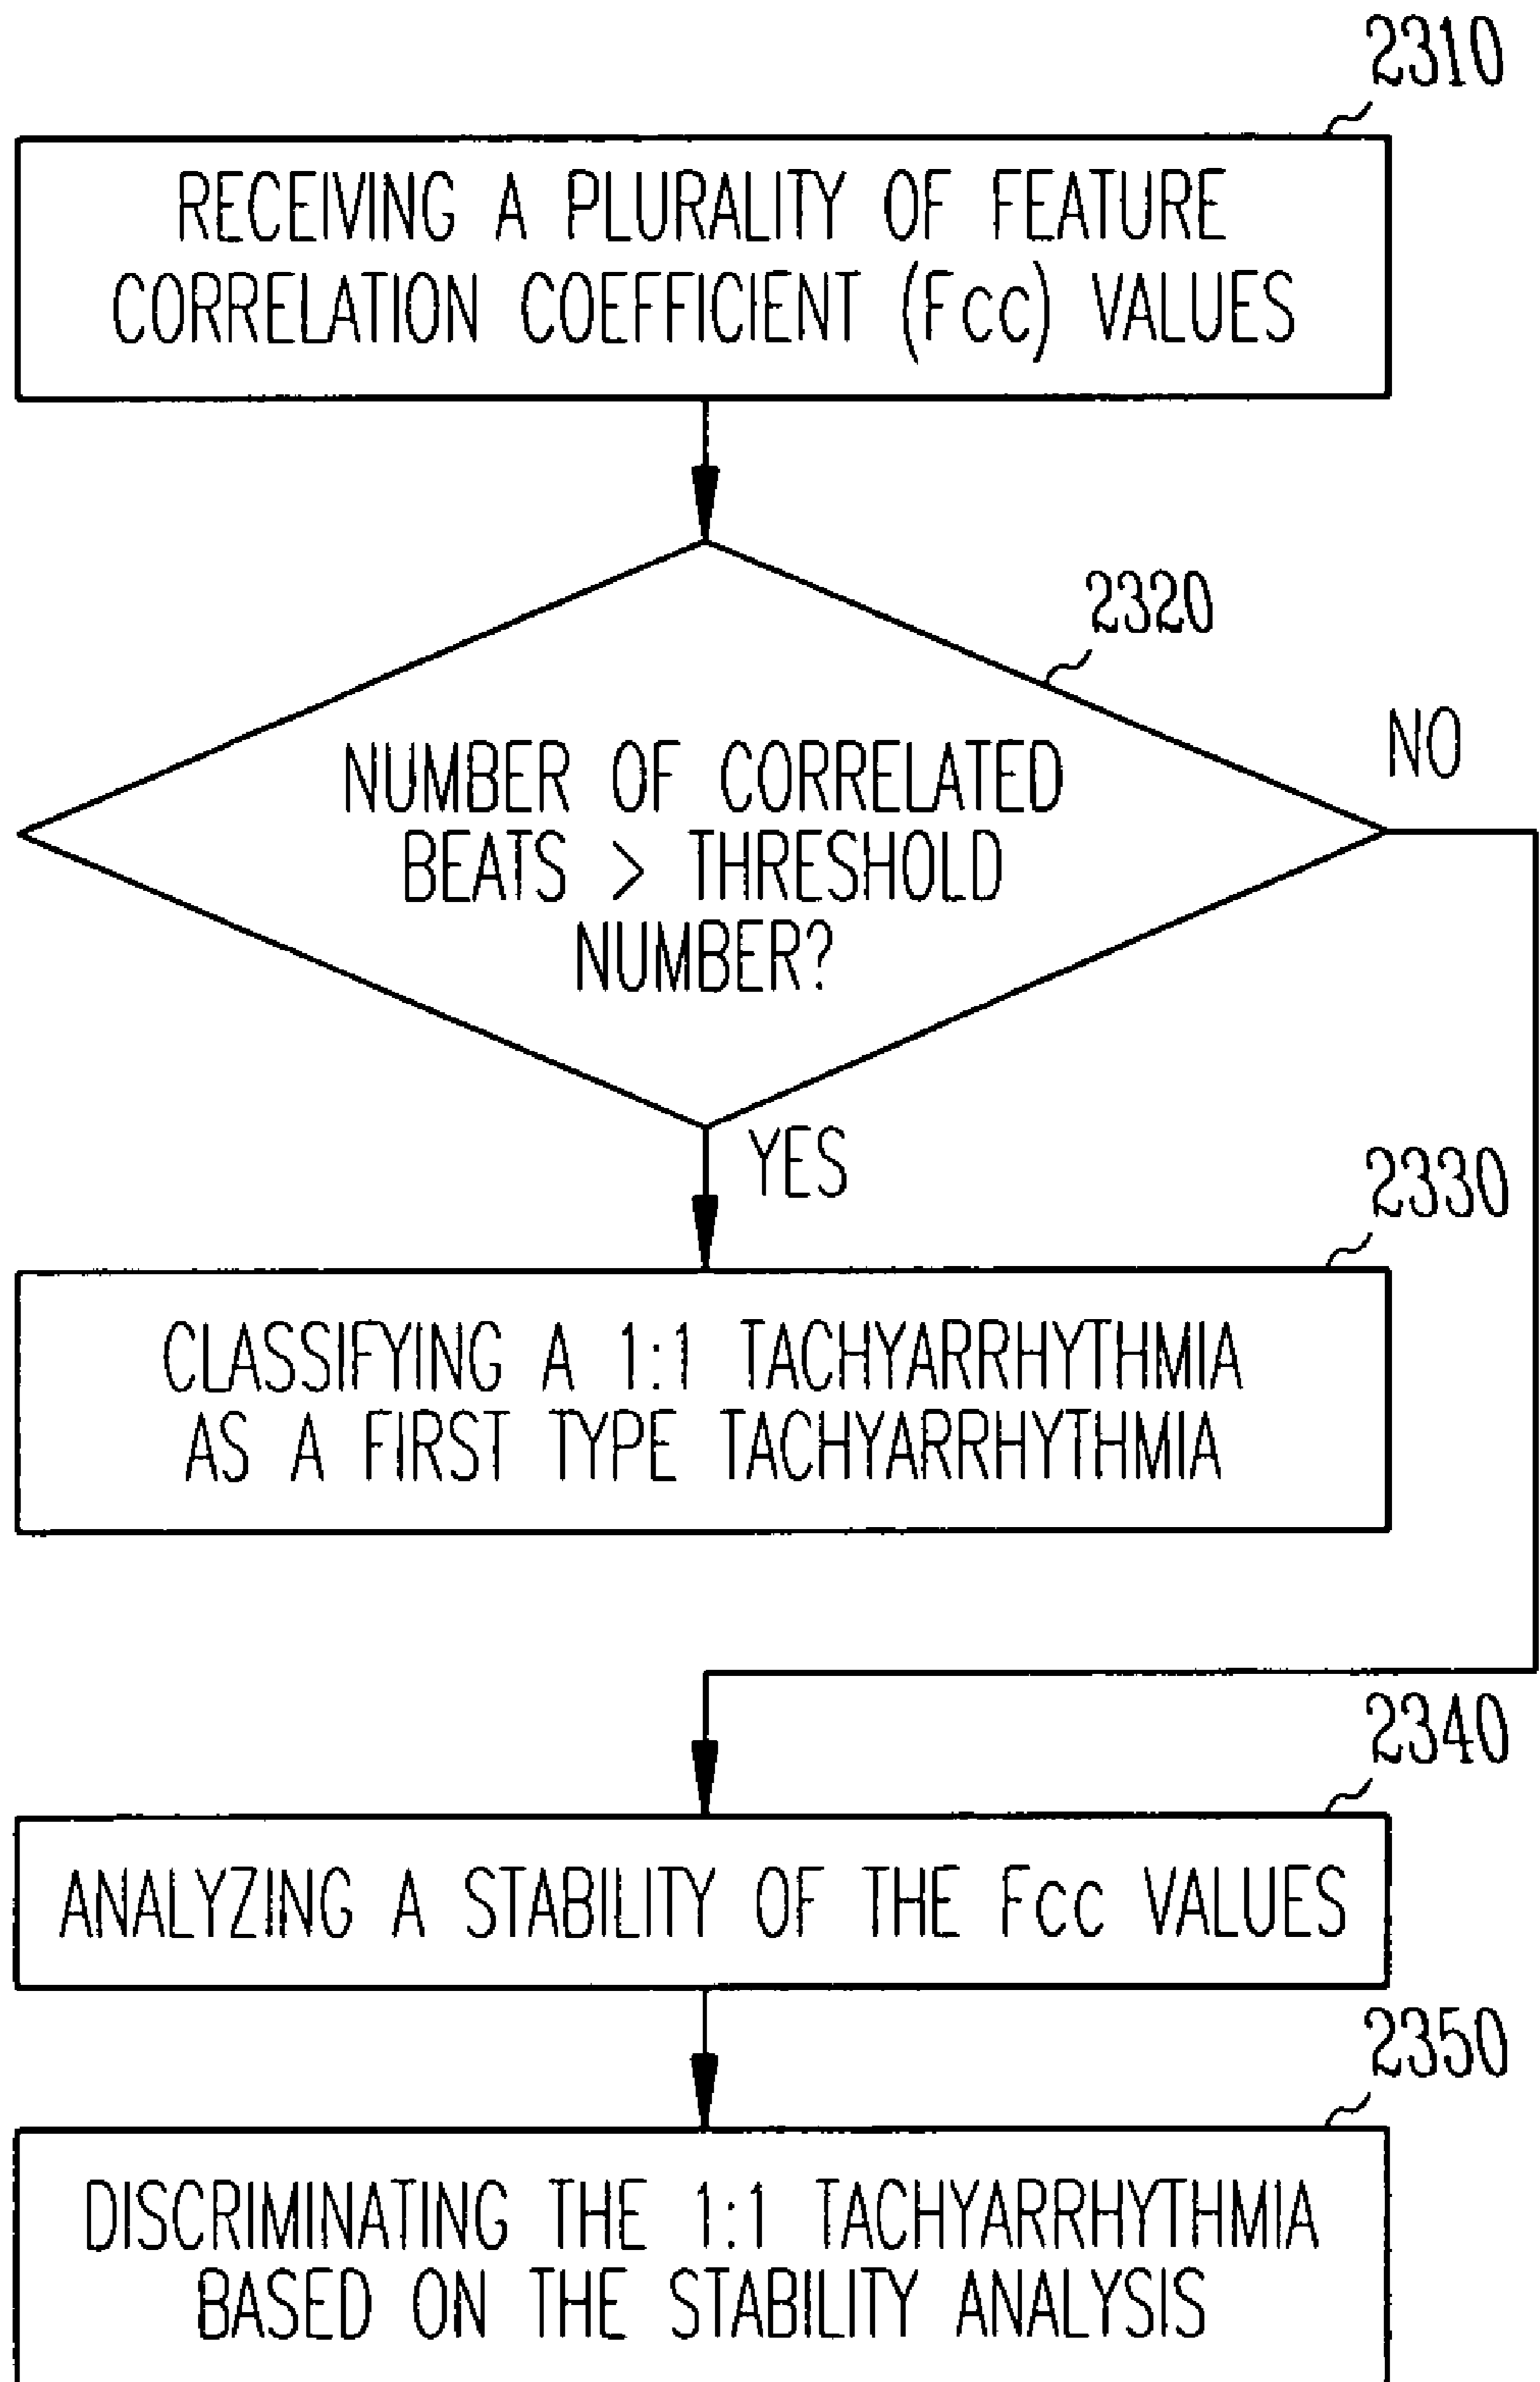 2310
RECEIVING A PLURALITY OF FEATURE
CORRELATION COEFFICIENT (Fcc) VALUES
2320
NUMBER OF CORRELATED
BEATS > THRESHOLD
NUMBER?
NO
YES
2330
CLASSIFYING A 1:1 TACHYARRHYTHMIA
AS A FIRST TYPE TACHYARRHYTHMIA
2340
ANALYZING A STABILITY OF THE Fcc VALUES
2350
DISCRIMINATING THE 1:1 TACHYARRHYTHMIA
BASED ON THE STABILITY ANALYSIS